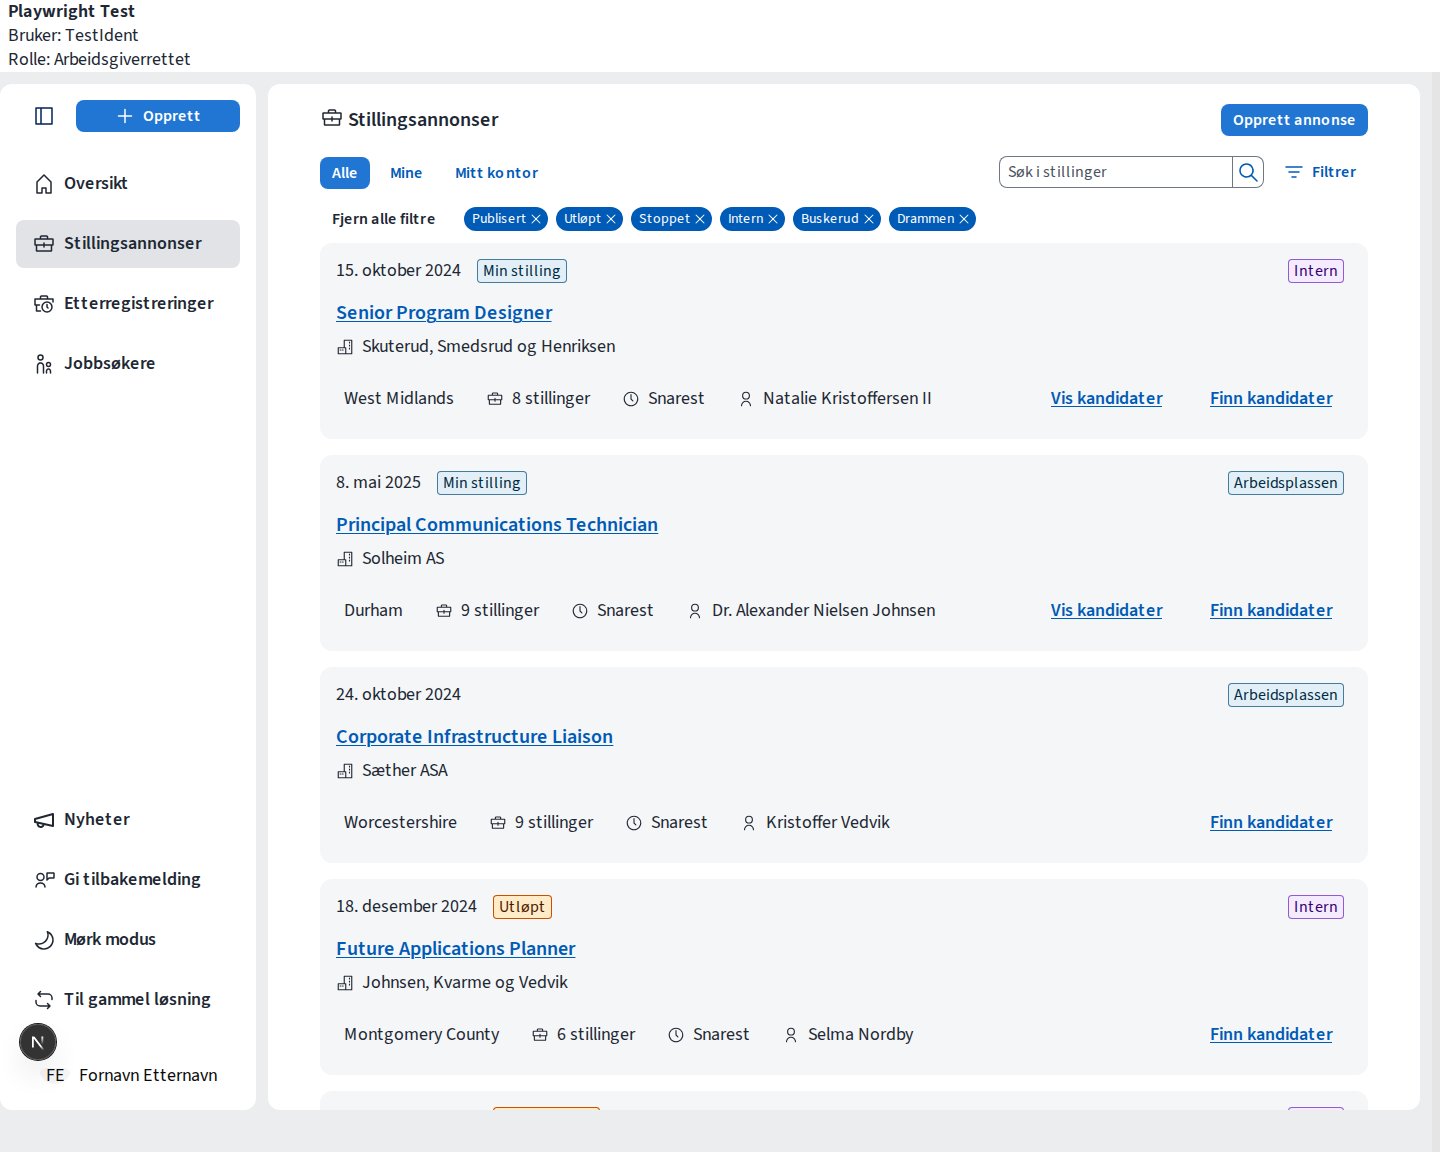 Playwright Test
Bruker: TestIdent
Rolle: Arbeidsgiverrettet
Opprett
Oversikt
Stillingsannonser
Etterregistreringer
Jobbsøkere
Nyheter
Gi tilbakemelding
Mørk modus
Til gammel løsning
N
FE Fornavn Etternavn
Stillingsannonser
Opprett annonse
Alle Mine Mitt kontor
Søk i stillinger
Filtrer
Fjern alle filtre Publisert Utløpt Stoppet Intern Buskerud Drammen
15. oktober 2024 Min stilling Intern
Senior Program Designer
Skuterud, Smedsrud og Henriksen
West Midlands 8 stillinger Snarest Natalie Kristoffersen II Vis kandidater Finn kandidater
8. mai 2025 Min stilling Arbeidsplassen
Principal Communications Technician
Solheim AS
Durham 9 stillinger Snarest Dr. Alexander Nielsen Johnsen Vis kandidater Finn kandidater
24. oktober 2024 Arbeidsplassen
Corporate Infrastructure Liaison
Sæther ASA
Worcestershire 9 stillinger Snarest Kristoffer Vedvik Finn kandidater
18. desember 2024 Utløpt Intern
Future Applications Planner
Johnsen, Kvarme og Vedvik
Montgomery County 6 stillinger Snarest Selma Nordby Finn kandidater